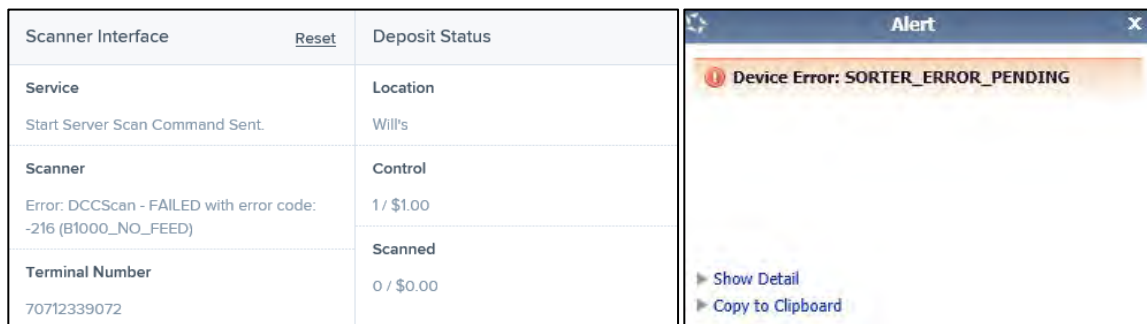 Scanner Interface Reset
Service
Start Server Scan Command Sent.
Scanner
Error: DCCScan - FAILED with error code:
-216 (B1000_NO_FEED)
Terminal Number
70712339072
Deposit Status
Location
Will's
Control
1 / $1.00
Scanned
0 / $0.00
Alert X
Device Error: SORTER_ERROR_PENDING
Show Detail
Copy to Clipboard